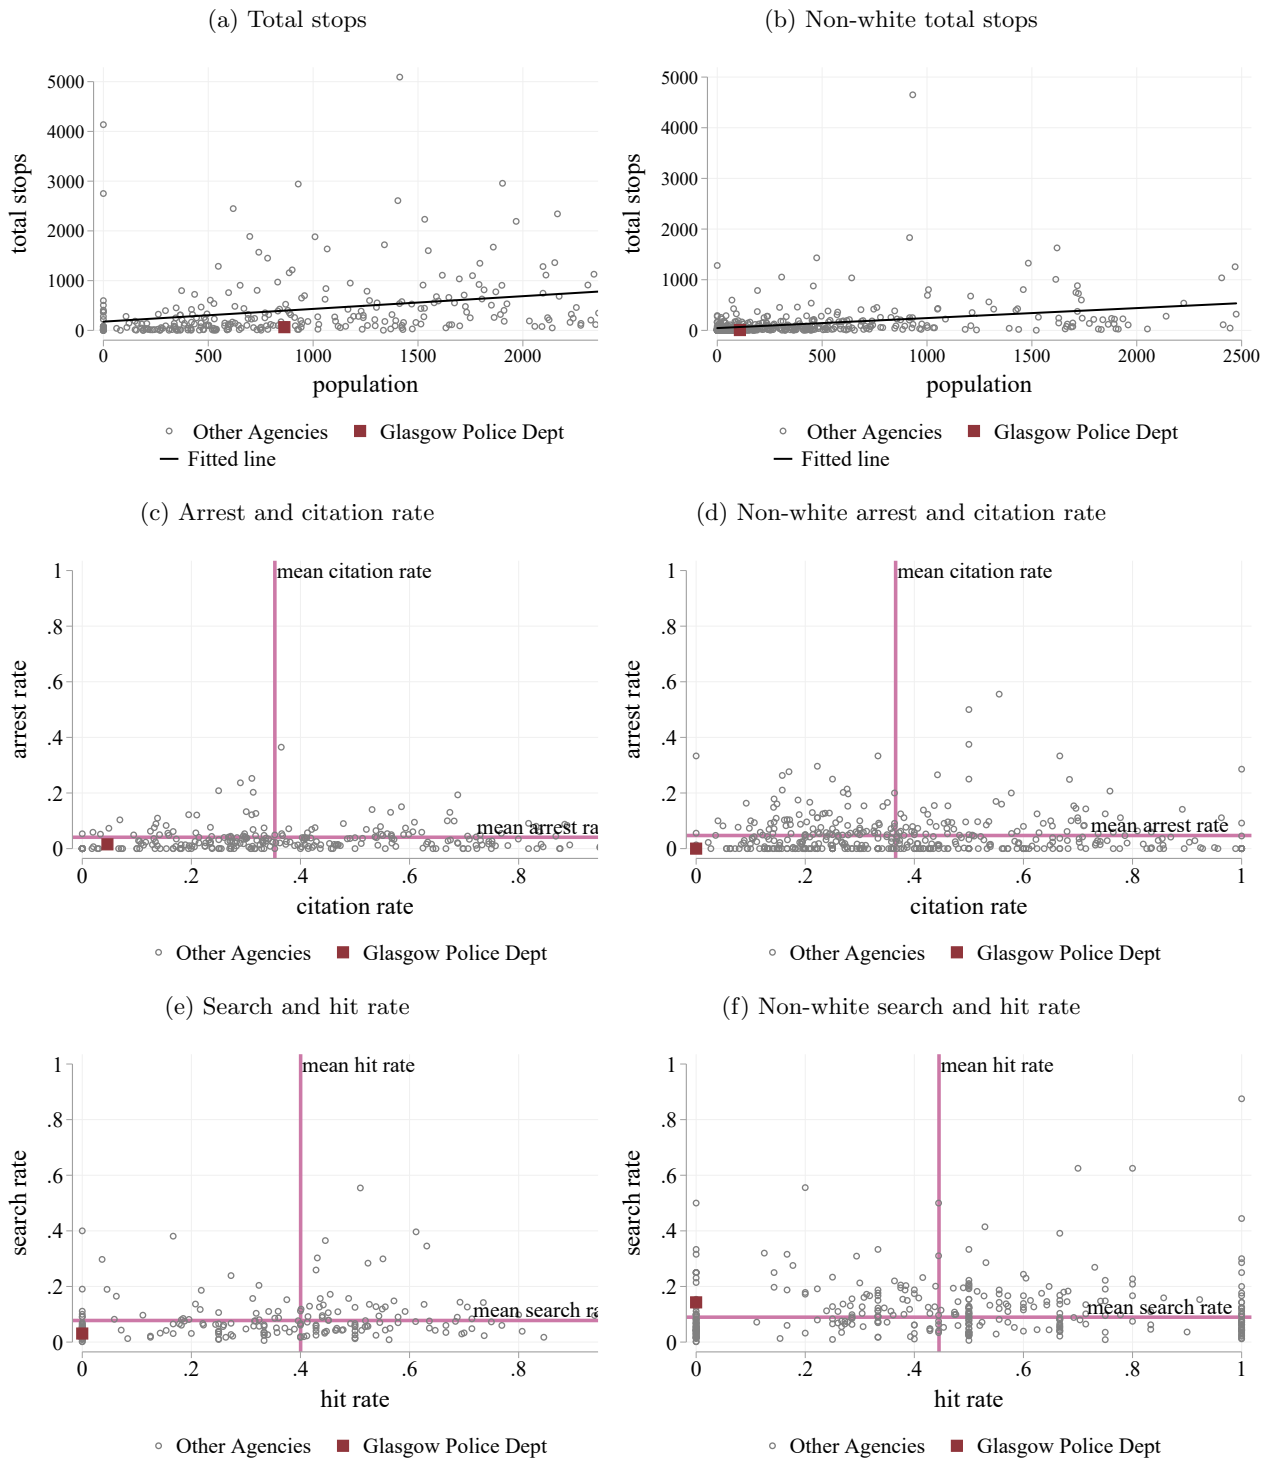 (a) Total stops
(b) Non-white total stops
total stops
5000
4000
3000
2000
1000
0
0 500 1000 1500 2000
population
Other Agencies Glasgow Police Dept
Fitted line
total stops
5000
4000
3000
2000
1000
0
0 500 1000 1500 2000 2500
population
Other Agencies Glasgow Police Dept
Fitted line
(c) Arrest and citation rate
(d) Non-white arrest and citation rate
arrest rate
1
.8
.6
.4
.2
0
mean citation rate
mean arrest ra
0 .2 .4 .6 .8
citation rate
Other Agencies Glasgow Police Dept
arrest rate
1
.8
.6
.4
.2
0
mean citation rate
mean arrest rate
0 .2 .4 .6 .8 1
citation rate
Other Agencies Glasgow Police Dept
(e) Search and hit rate
(f) Non-white search and hit rate
search rate
1
.8
.6
.4
.2
0
mean hit rate
mean search ra
0 .2 .4 .6 .8
hit rate
Other Agencies Glasgow Police Dept
search rate
1
.8
.6
.4
.2
0
mean hit rate
mean search rate
0 .2 .4 .6 .8 1
hit rate
Other Agencies Glasgow Police Dept